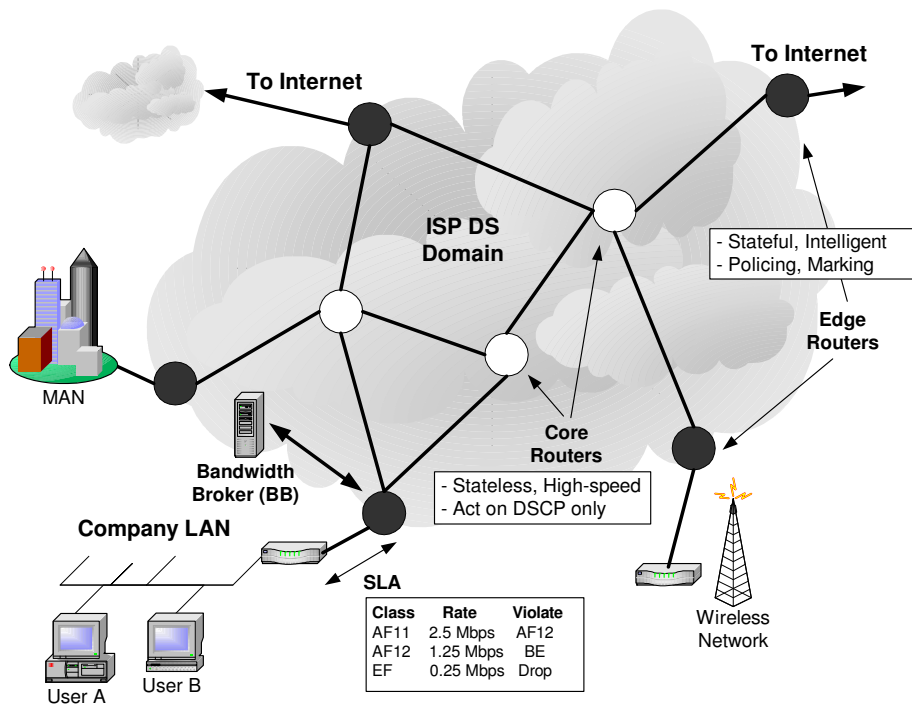 To Internet
To Internet
ISP DS
Domain
- Stateful, Intelligent
- Policing, Marking
Edge
Routers
MAN
Core
Routers
Bandwidth
Broker (BB)
- Stateless, High-speed
- Act on DSCP only
Company LAN
SLA
Class Rate Violate
AF11 2.5 Mbps AF12
AF12 1.25 Mbps BE
EF 0.25 Mbps Drop
Wireless
Network
User A
User B